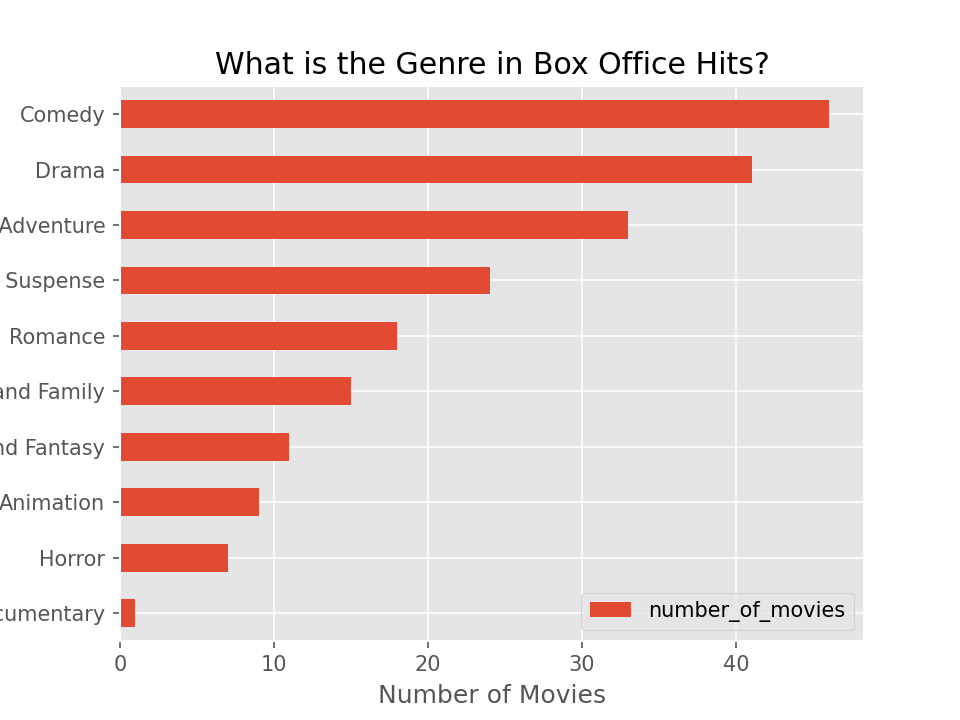 What is the Genre in Box Office Hits?
Comedy
Drama
Adventure
Suspense
Romance
and Family
nd Fantasy
Animation
Horror
cumentary
number_of_movies
0 10 20 30 40
Number of Movies